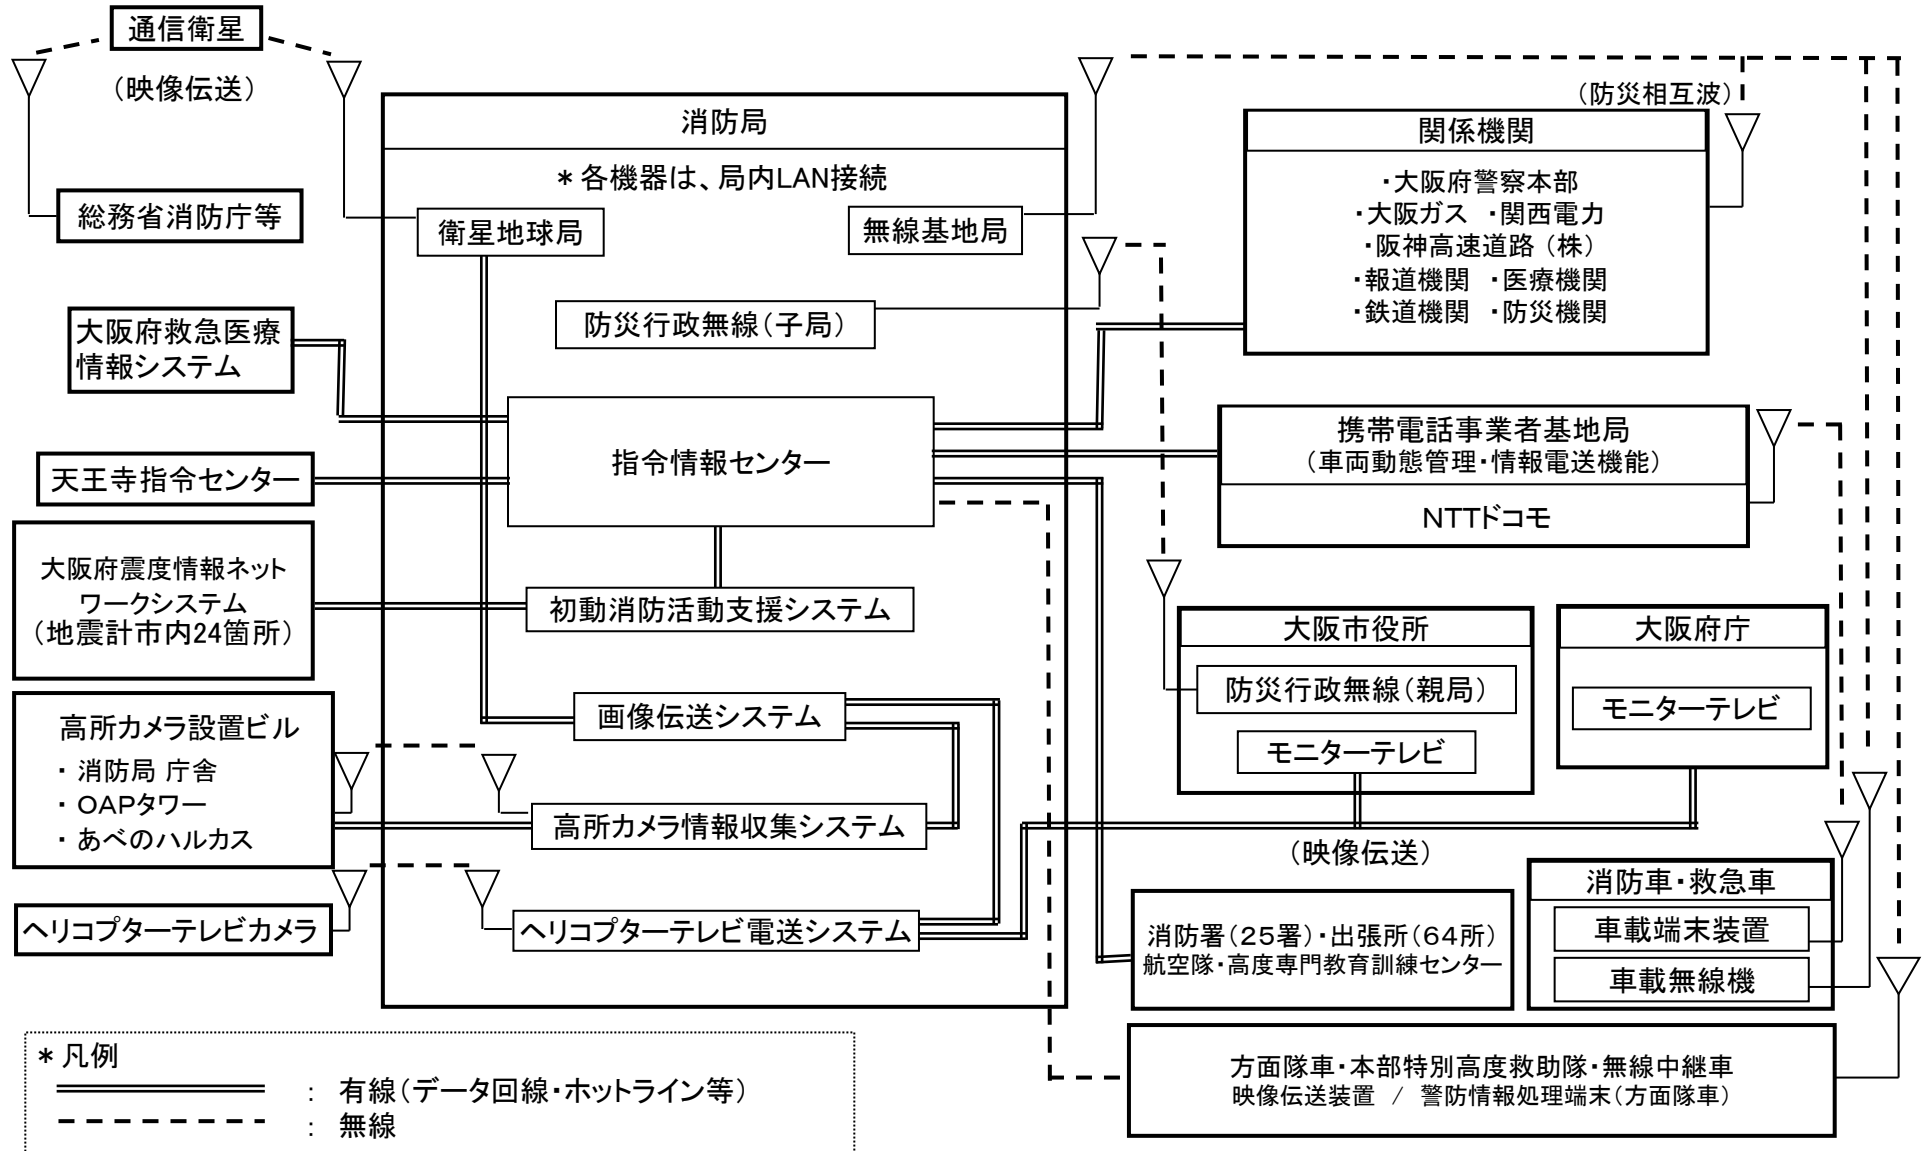 通信衛星
（映像伝送）
総務省消防庁等
大阪府救急医療
情報システム
天王寺指令センター
大阪府震度情報ネット
ワークシステム
（地震計市内24箇所）
高所カメラ設置ビル
・ 消防局 庁舎
・ OAPタワー
・ あべのハルカス
ヘリコプターテレビカメラ
消防局
＊各機器は、局内LAN接続
衛星地球局
無線基地局
防災行政無線（子局）
指令情報センター
初動消防活動支援システム
画像伝送システム
高所カメラ情報収集システム
ヘリコプターテレビ電送システム
（防災相互波）
関係機関
・大阪府警察本部
・大阪ガス ・関西電力
・阪神高速道路（株）
・報道機関 ・医療機関
・鉄道機関 ・防災機関
携帯電話事業者基地局
（車両動態管理・情報電送機能）
NTTドコモ
大阪市役所
防災行政無線（親局）
モニターテレビ
大阪府庁
モニターテレビ
（映像伝送）
消防署（25署）・出張所（64所）
航空隊・高度専門教育訓練センター
消防車・救急車
車載端末装置
車載無線機
方面隊車・本部特別高度救助隊・無線中継車
映像伝送装置 / 警防情報処理端末（方面隊車）
＊凡例
： 有線（データ回線・ホットライン等）
： 無線